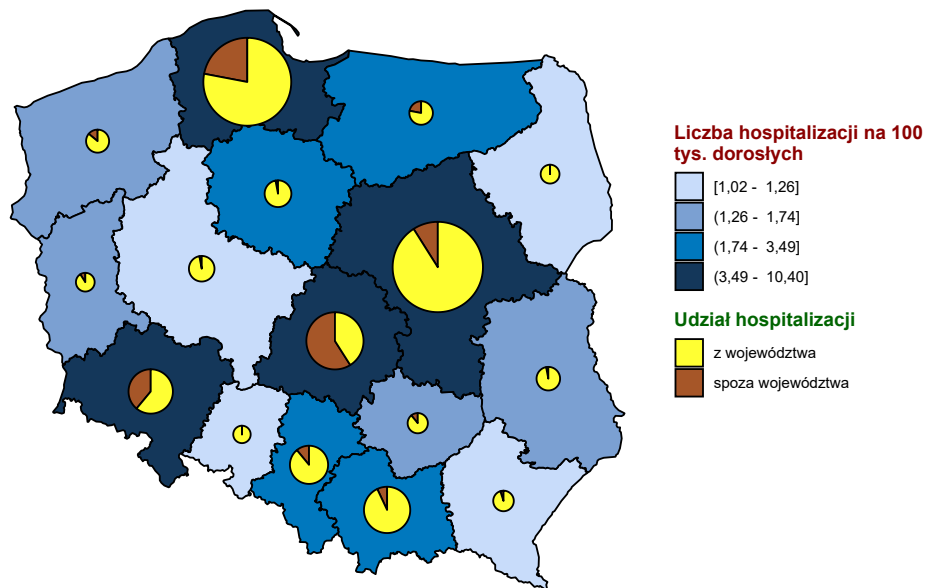 Liczba hospitalizacji na 100
tys. dorosłych
[1,02 - 1,26]
(1,26 - 1,74]
(1,74 - 3,49]
(3,49 - 10,40]
Udział hospitalizacji
z województwa
spoza województwa